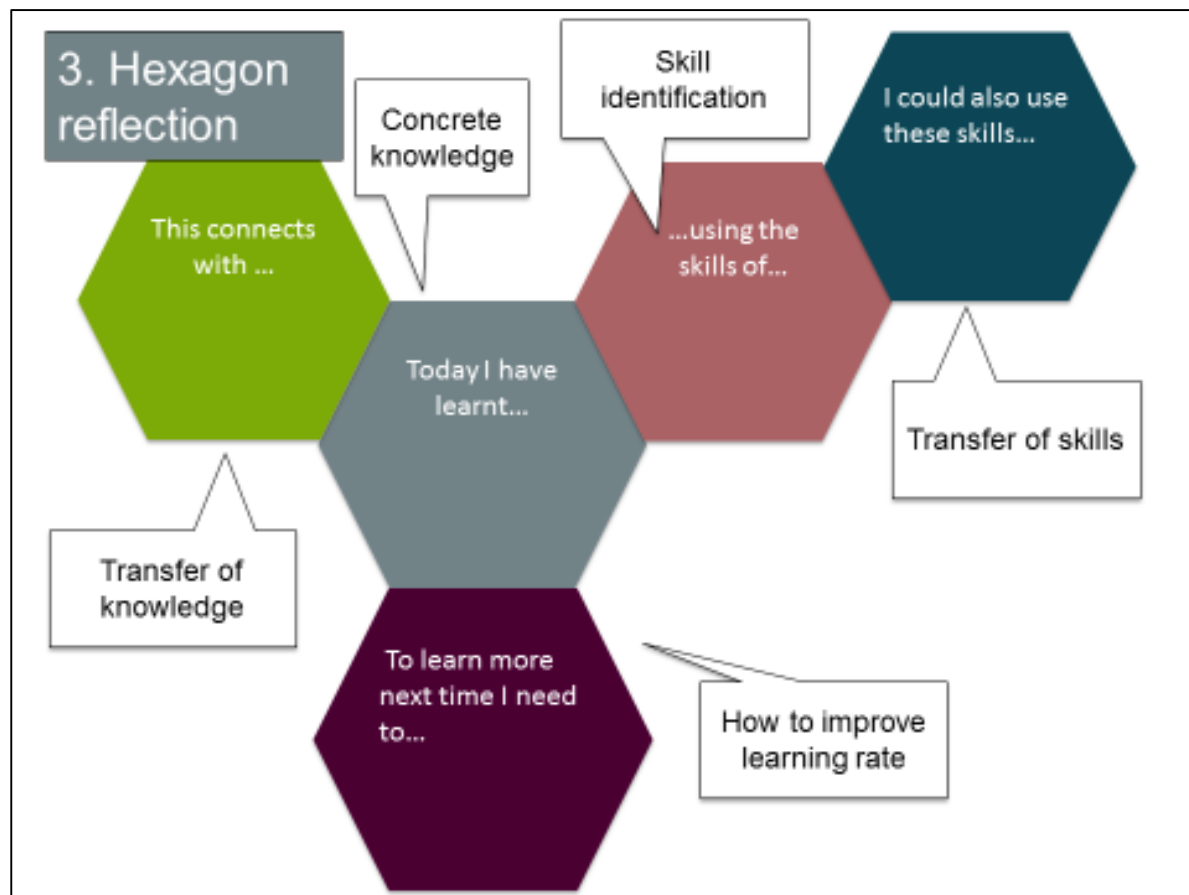 3. Hexagon
reflection
This connects
with ...
Concrete
knowledge
Today I have
learnt...
Skill
identification
...using the
skills of...
I could also use
these skills...
Transfer of skills
Transfer of
knowledge
To learn more
next time I need
to...
How to improve
learning rate